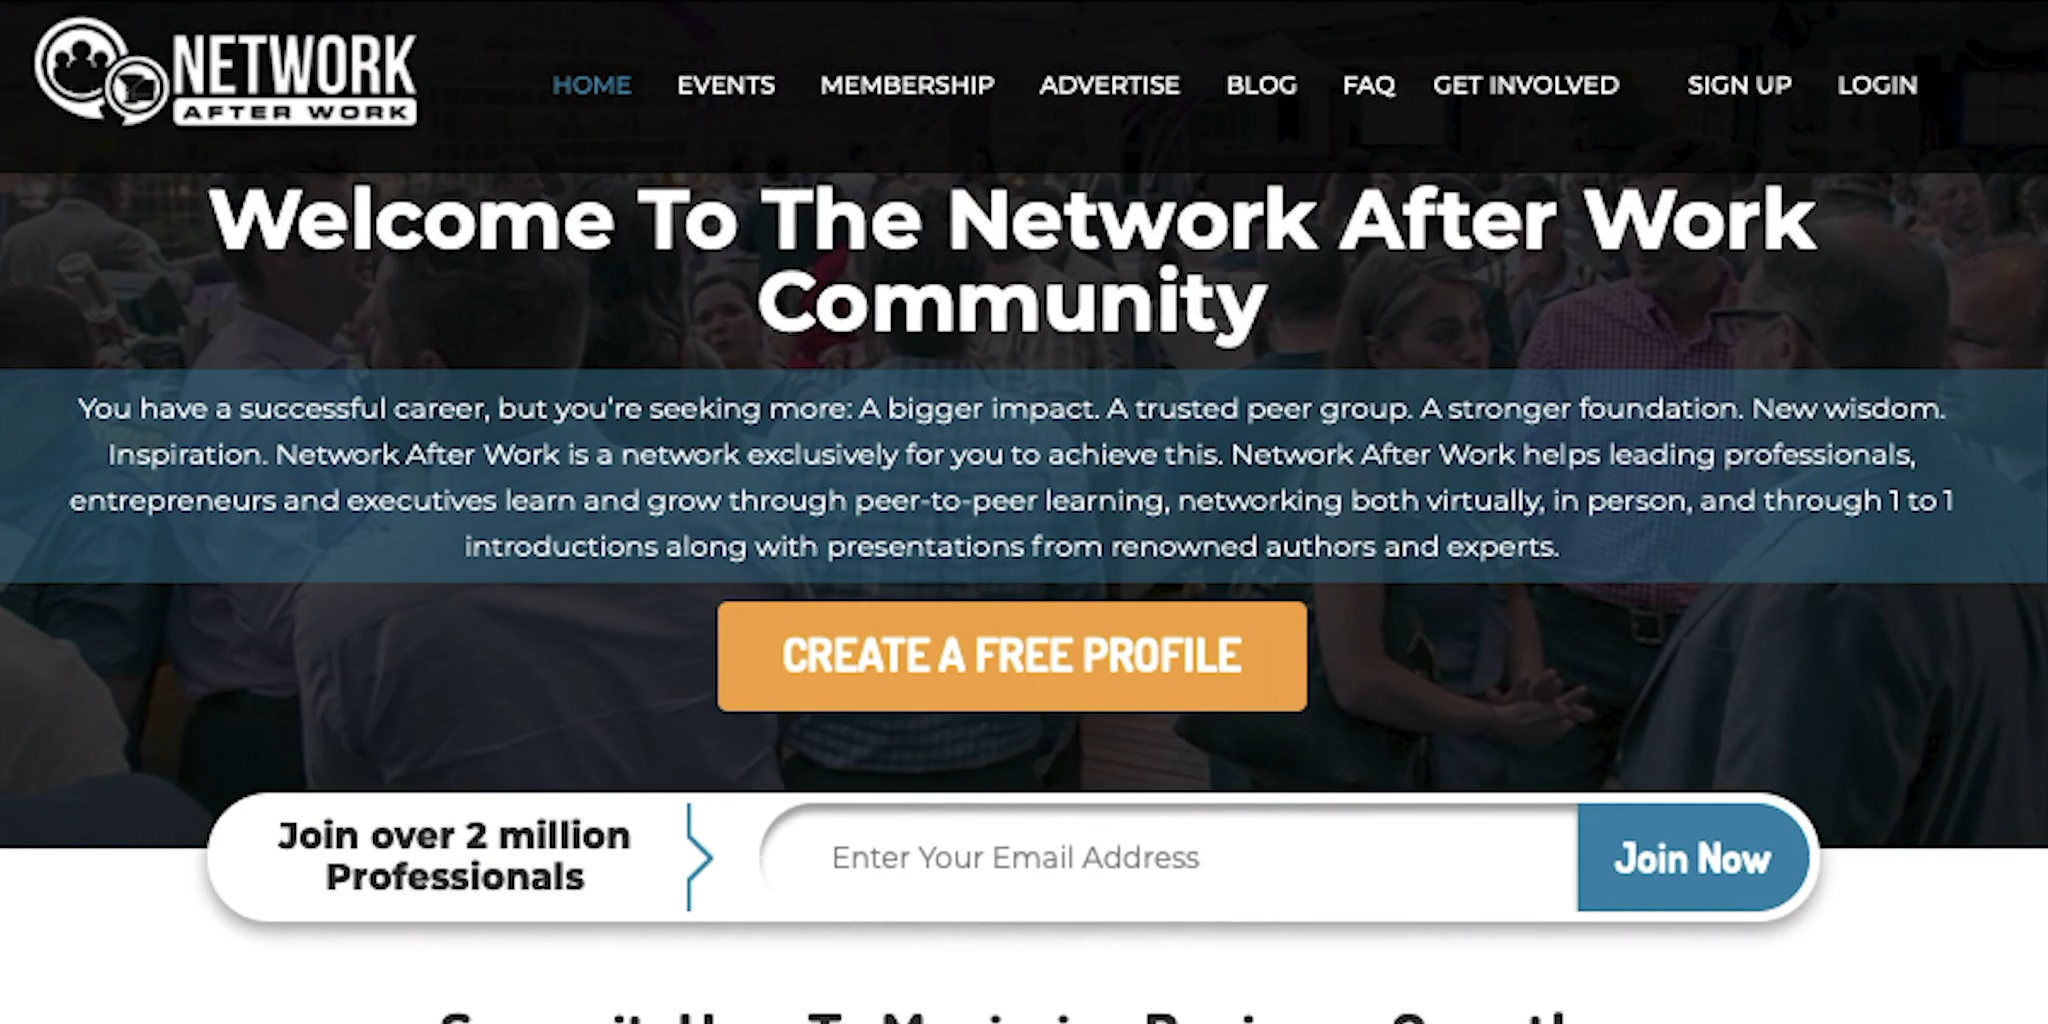 NETWORK
AFTER WORK
HOME EVENTS MEMBERSHIP ADVERTISE BLOG FAQ GET INVOLVED SIGN UP LOGIN
Welcome To The Network After Work
Community
You have a successful career, but you're seeking more: A bigger impact. A trusted peer group. A stronger foundation. New wisdom.
Inspiration. Network After Work is a network exclusively for you to achieve this. Network After Work helps leading professionals,
entrepreneurs and executives learn and grow through peer-to-peer learning, networking both virtually, in person, and through 1 to 1
introductions along with presentations from renowned authors and experts.
CREATE A FREE PROFILE
Join over 2 million
Professionals
Enter Your Email Address
Join Now